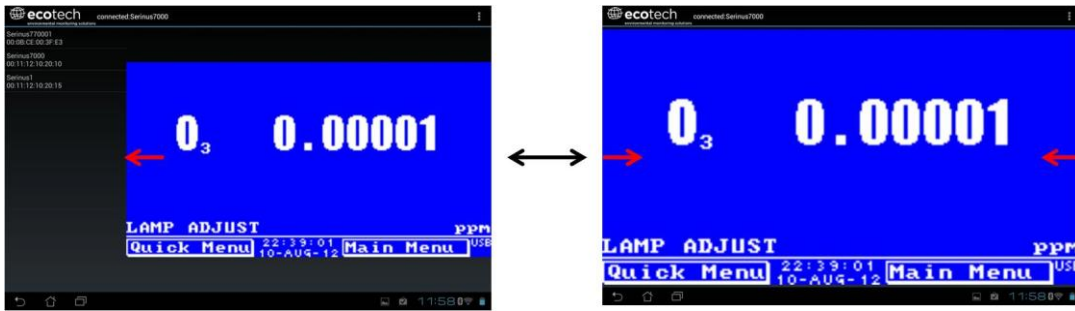 ecotech connected:Serinus7000
environmental monitoring solutions
Serinus770001
00:08:CE:00:3F:E3
Serinus7000
00:11:12:10:20:10
Serinus1
00:11:12:10:20:15
O3 0.00001
LAMP ADJUST ppm
Quick Menu 22:39:01 10-AUG-12 Main Menu USB
11:58
ecotech connected:Serinus7000
environmental monitoring solutions
O3 0.00001
LAMP ADJUST ppm
Quick Menu 22:39:01 10-AUG-12 Main Menu USB
11:58